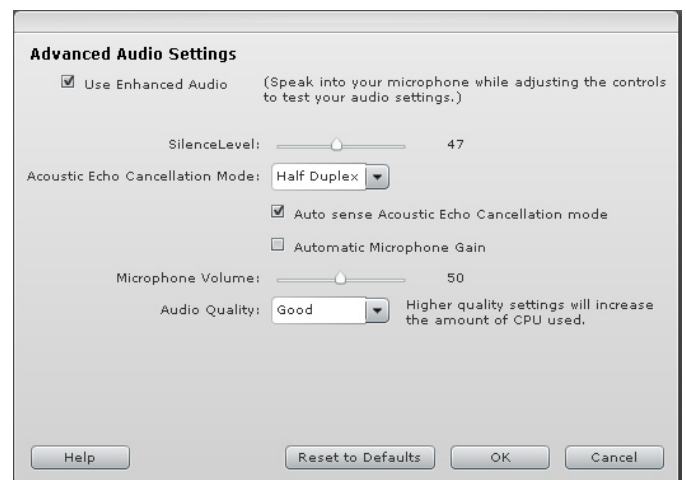 Advanced Audio Settings
Use Enhanced Audio
(Speak into your microphone while adjusting the controls
to test your audio settings.)
SilenceLevel: 47
Acoustic Echo Cancellation Mode: Half Duplex
Auto sense Acoustic Echo Cancellation mode
Automatic Microphone Gain
Microphone Volume: 50
Audio Quality: Good
Higher quality settings will increase
the amount of CPU used.
Help Reset to Defaults OK Cancel